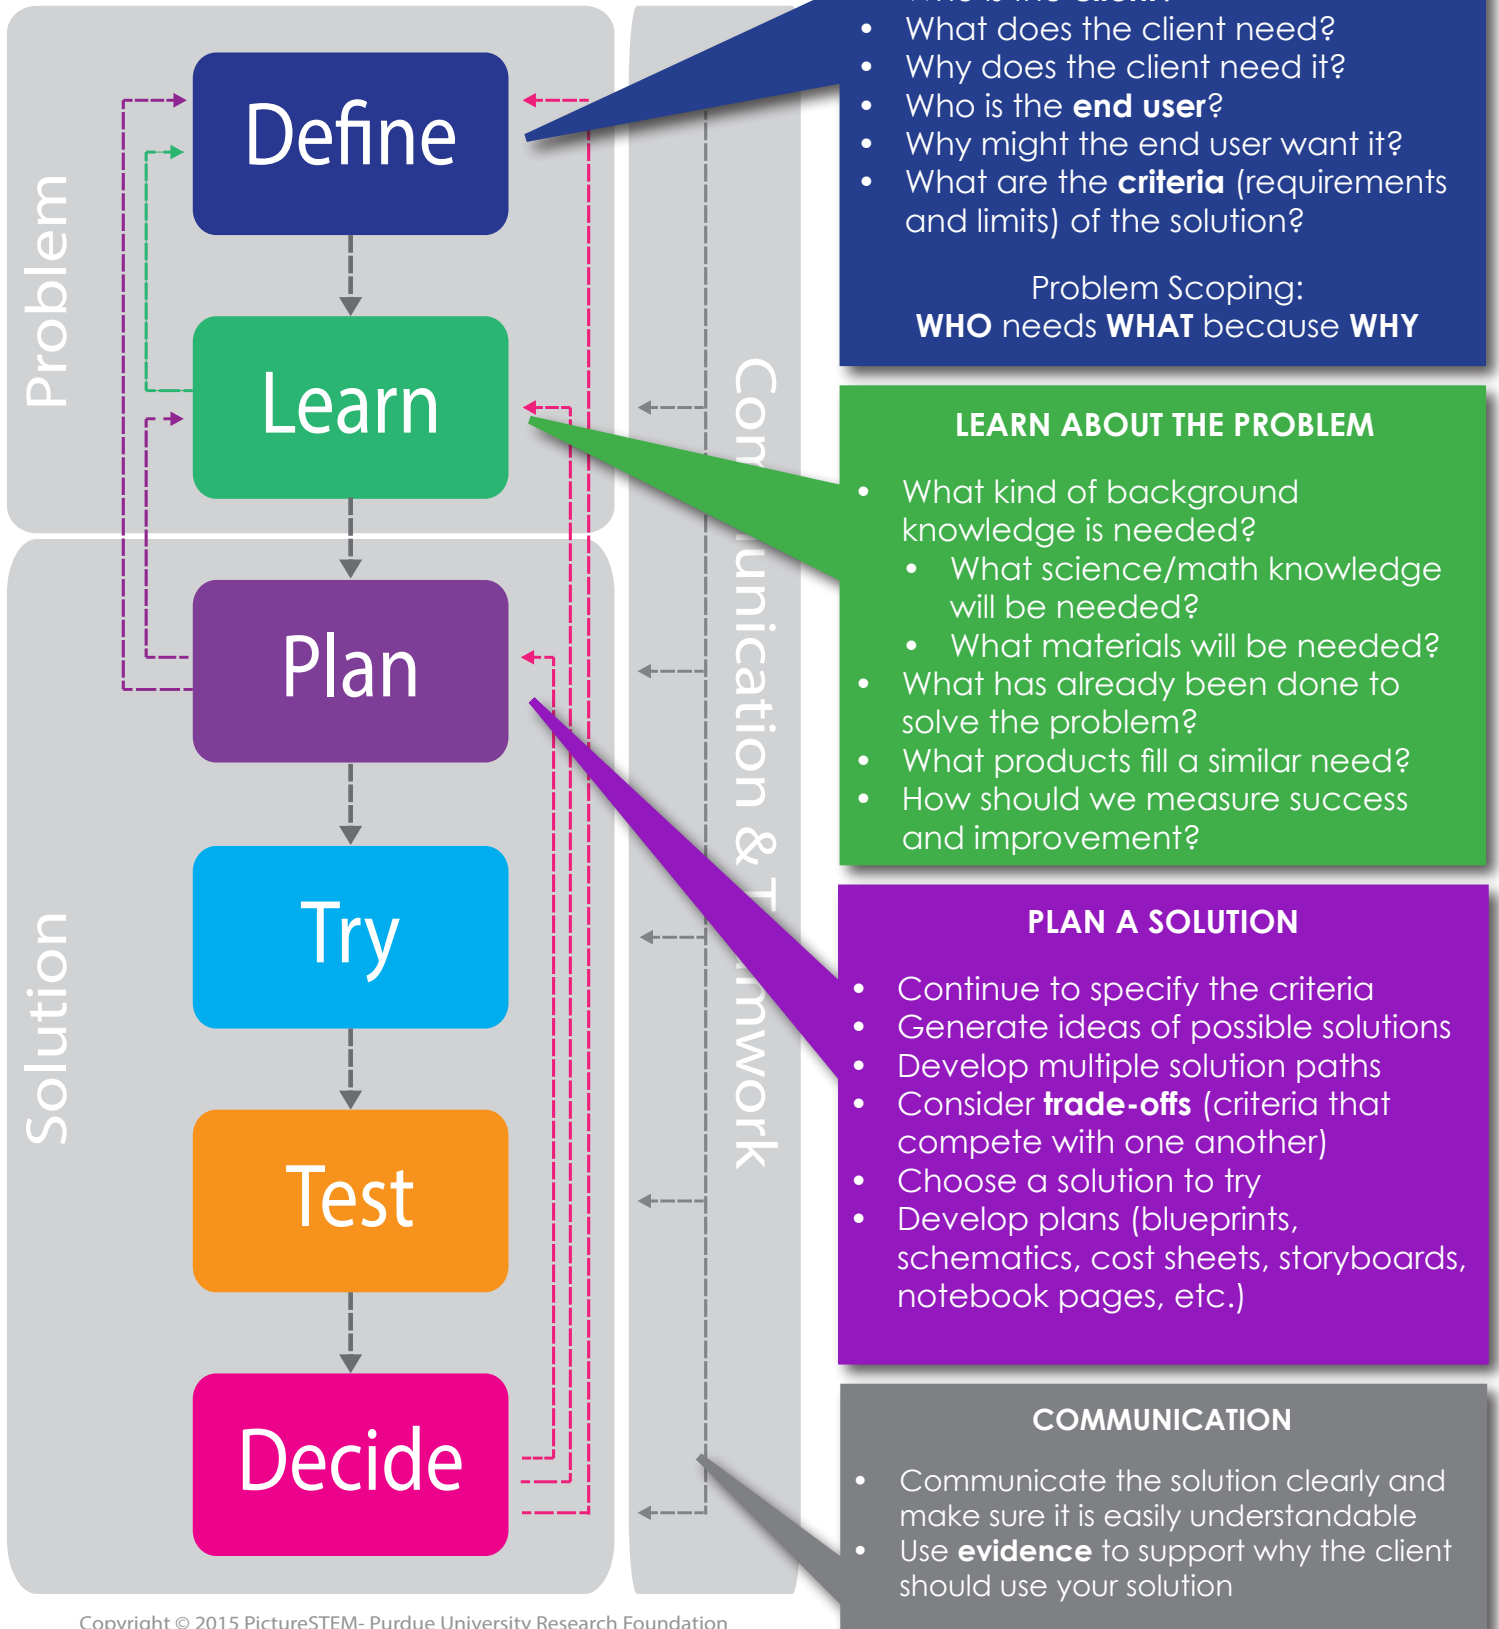 Problem
Define
Learn
Solution
Plan
Try
Test
Decide
Communication & Teamwork
Who is the client?
• What does the client need?
• Why does the client need it?
• Who is the end user?
• Why might the end user want it?
• What are the criteria (requirements
and limits) of the solution?
Problem Scoping:
WHO needs WHAT because WHY
LEARN ABOUT THE PROBLEM
• What kind of background
knowledge is needed?
• What science/math knowledge
will be needed?
• What materials will be needed?
• What has already been done to
solve the problem?
• What products fill a similar need?
• How should we measure success
and improvement?
PLAN A SOLUTION
• Continue to specify the criteria
• Generate ideas of possible solutions
• Develop multiple solution paths
• Consider trade-offs (criteria that
compete with one another)
• Choose a solution to try
• Develop plans (blueprints,
schematics, cost sheets, storyboards,
notebook pages, etc.)
COMMUNICATION
• Communicate the solution clearly and
make sure it is easily understandable
• Use evidence to support why the client
should use your solution
Copyright © 2015 PictureSTEM- Purdue University Research Foundation